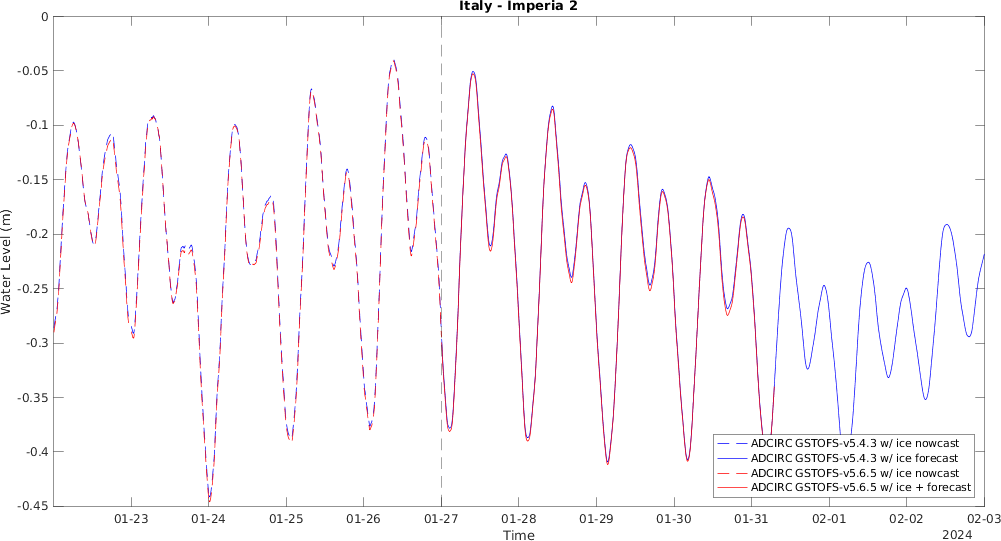 Italy - Imperia 2
0
-0.05
-0.1
-0.15
-0.2
-0.25
-0.3
-0.35
-0.4
-0.45
Water Level (m)
ADCIRC GSTOFS-v5.4.3 w/ ice nowcast
ADCIRC GSTOFS-v5.4.3 w/ ice forecast
ADCIRC GSTOFS-v5.6.5 w/ ice nowcast
ADCIRC GSTOFS-v5.6.5 w/ ice + forecast
01-23 01-24 01-25 01-26 01-27 01-28 01-29 01-30 01-31 02-01 02-02 02-03
Time
2024